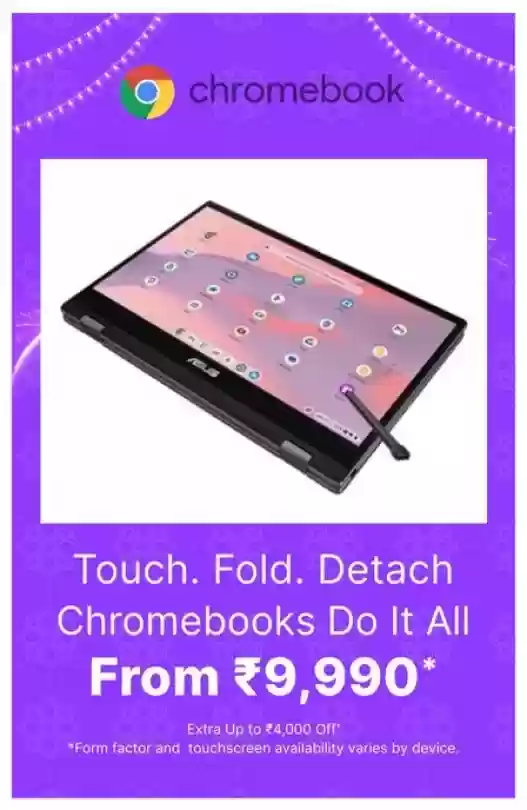 chromebook
ASUS
Touch. Fold. Detach
Chromebooks Do It All
From ₹9,990*
Extra Up to ₹4,000 Off*
*Form factor and touchscreen availability varies by device.